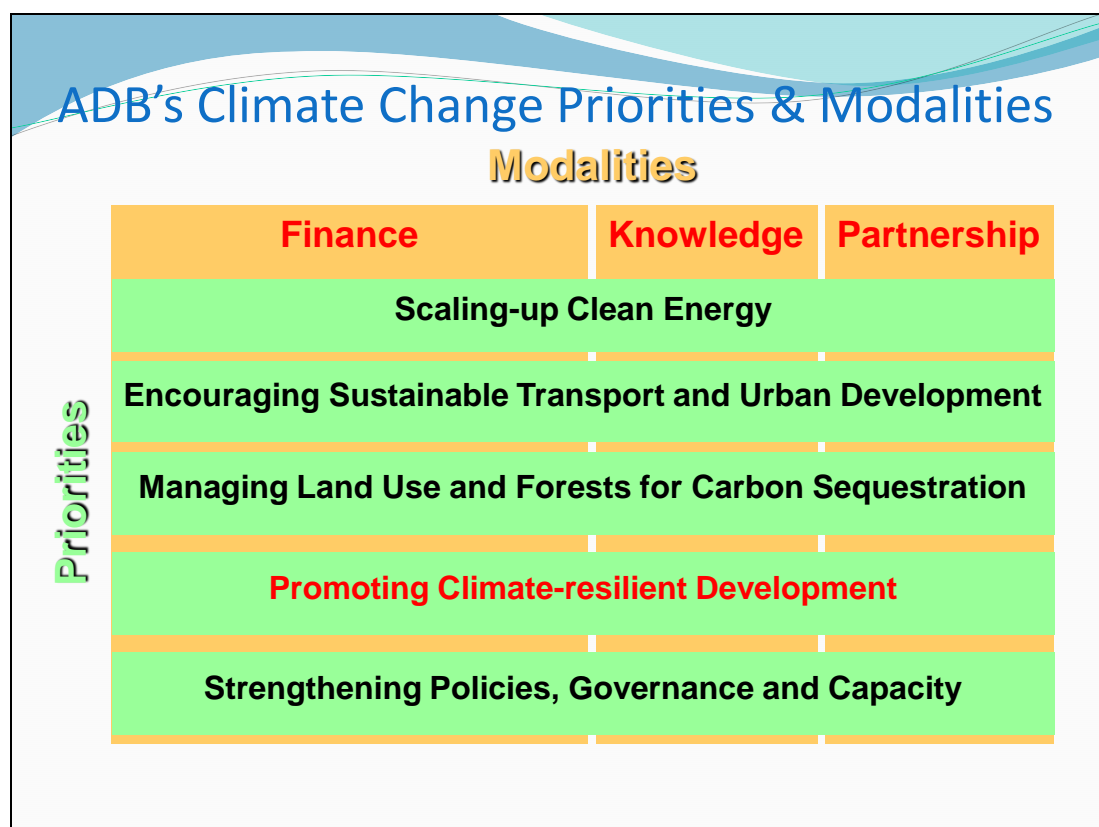 ADB’s Climate Change Priorities & Modalities
Modalities
Finance Knowledge Partnership
Scaling-up Clean Energy
Encouraging Sustainable Transport and Urban Development
Managing Land Use and Forests for Carbon Sequestration
Priorities
Promoting Climate-resilient Development
Strengthening Policies, Governance and Capacity